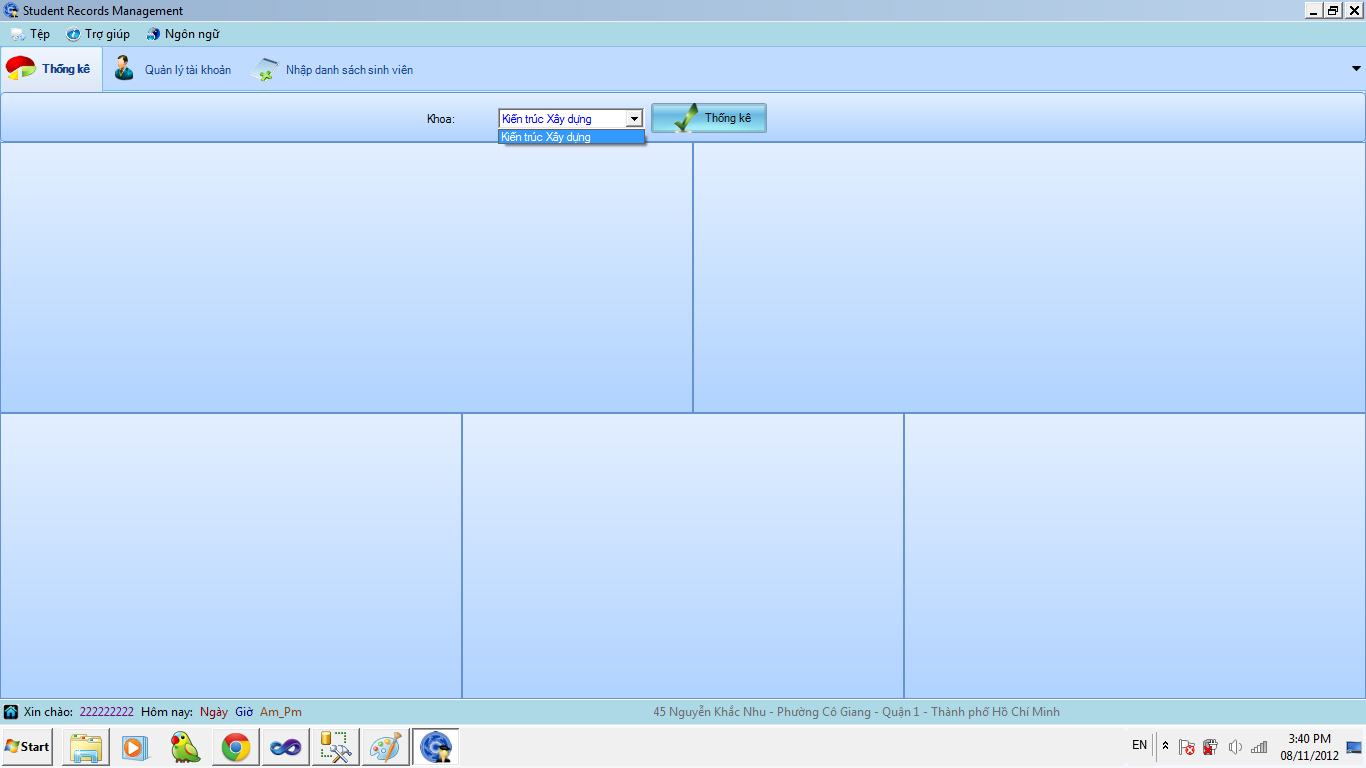 Student Records Management
Tệp Trợ giúp Ngôn ngữ
Thống kê Quản lý tài khoản Nhập danh sách sinh viên
Khoa: Kiến trúc Xây dựng Thống kê
Kiến trúc Xây dựng
Xin chào: 222222222 Hôm nay: Ngày Giờ Am_Pm 45 Nguyễn Khắc Nhu - Phường Cô Giang - Quận 1 - Thành phố Hồ Chí Minh
Start EN 3:40 PM
08/11/2012